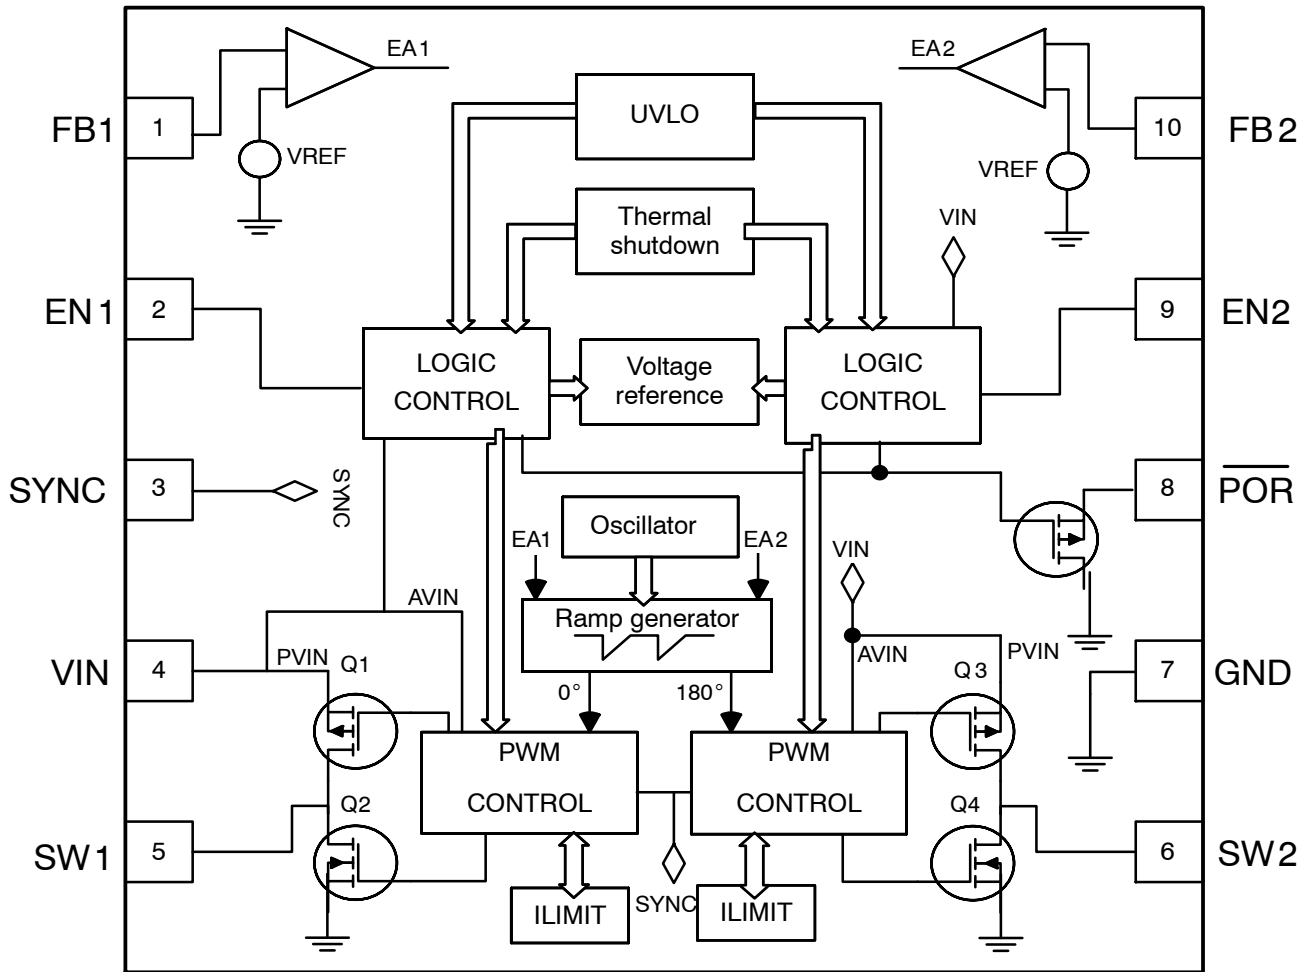 EA1
EA2
FB1
1
UVLO
10
FB2
VREF
VREF
Thermal
shutdown
VIN
EN1
2
9
EN2
LOGIC
CONTROL
Voltage
reference
LOGIC
CONTROL
SYNC
3
SYNC
8
POR
Oscillator
EA1
EA2
VIN
AVIN
Ramp generator
VIN
4
PVIN
Q1
AVIN
PVIN
Q3
7
GND
0°
180°
PWM
CONTROL
PWM
CONTROL
Q2
Q4
SW1
5
6
SW2
ILIMIT
SYNC
ILIMIT